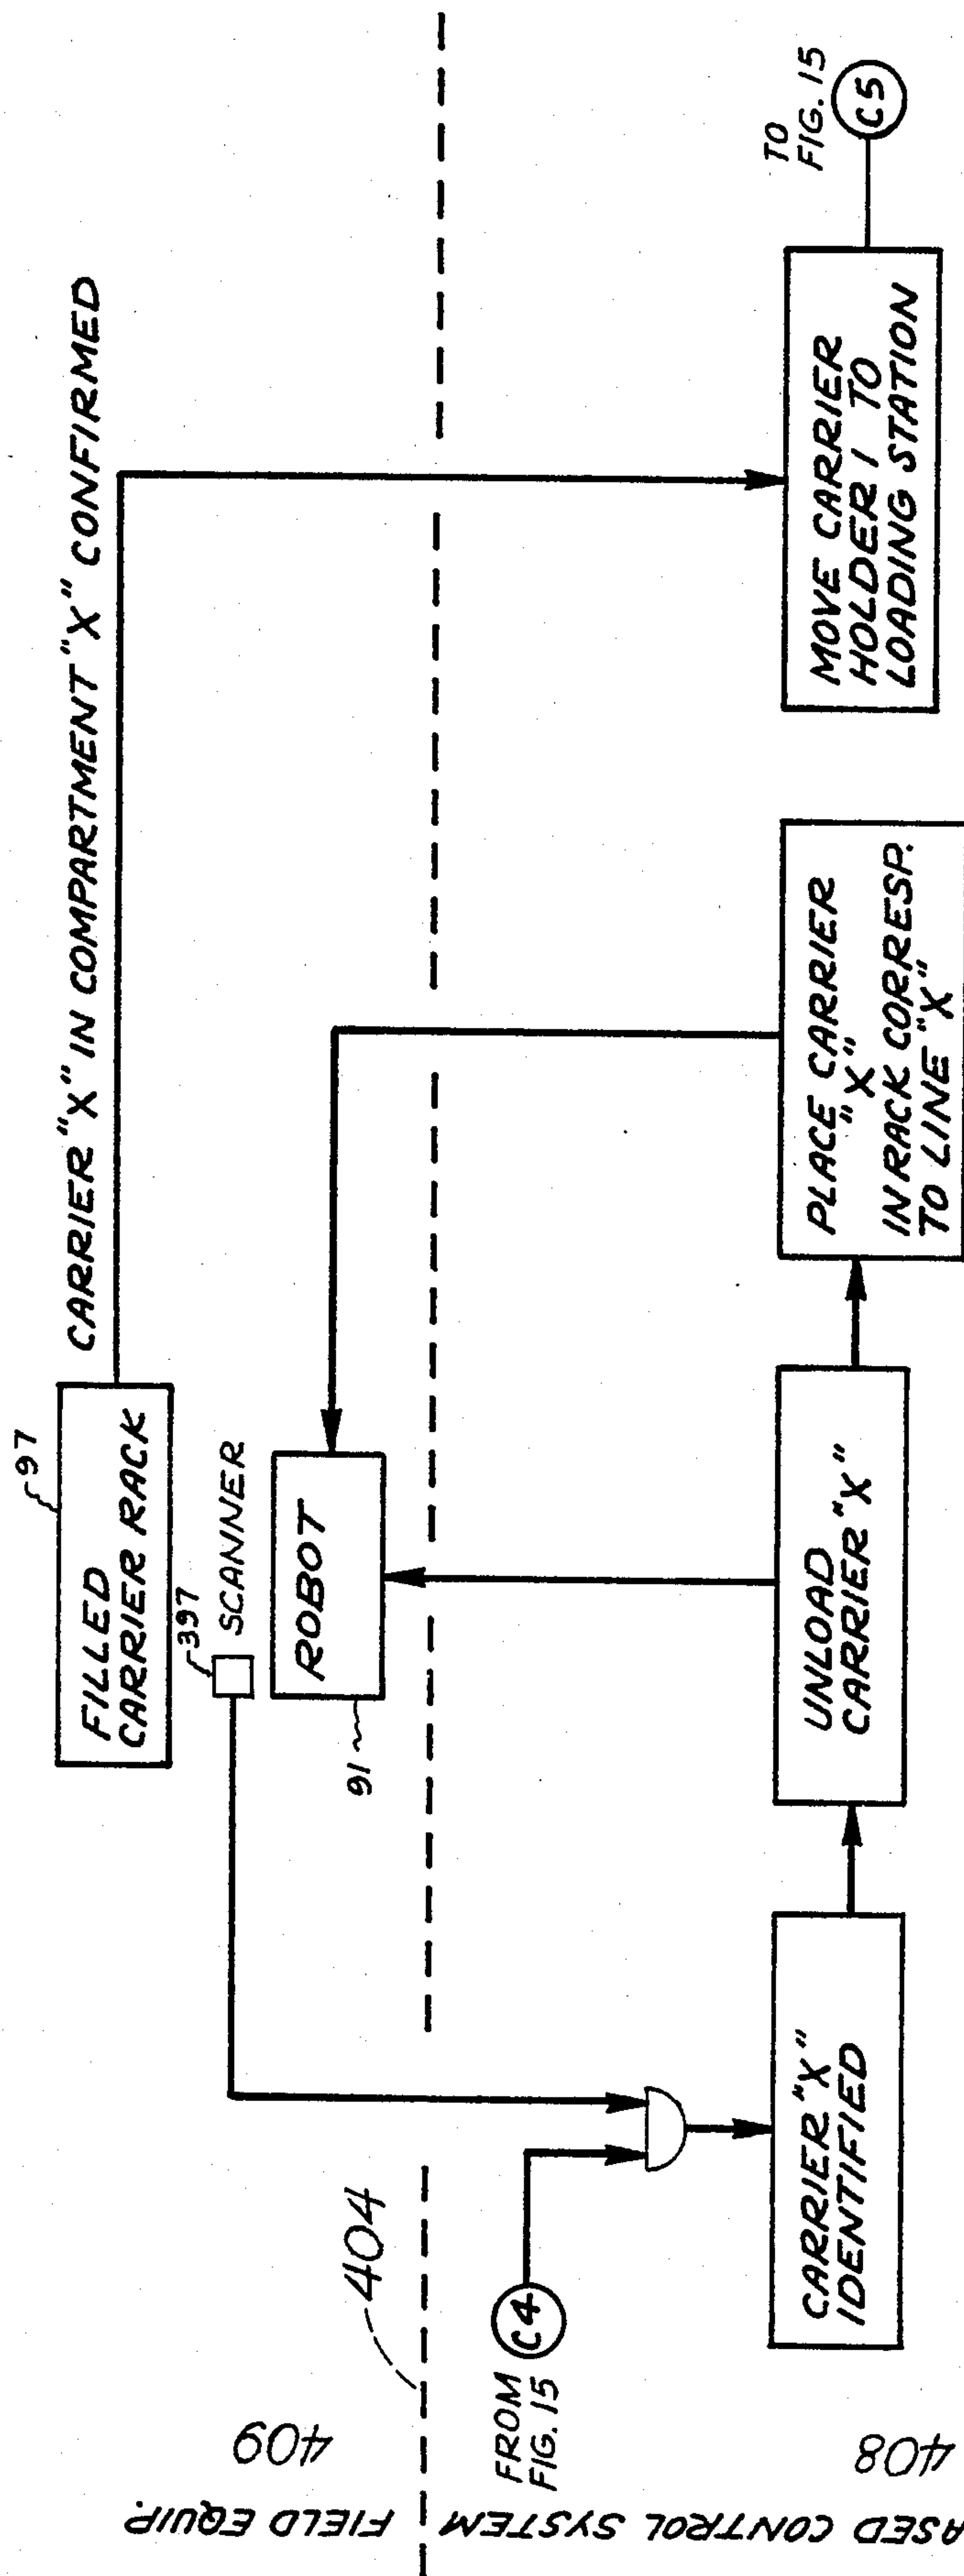 97
FILLED
CARRIER RACK
CARRIER "X" IN COMPARTMENT "X" CONFIRMED
397
SCANNER
ROBOT
91
404
FROM
FIG. 15
C4
CARRIER "X"
IDENTIFIED
UNLOAD
CARRIER "X"
PLACE CARRIER
"X"
IN RACK CORRESP.
TO LINE "X"
MOVE CARRIER
HOLDER 1 TO
LOADING STATION
TO
FIG. 15
C5
409
FIELD EQUIP.
408
CONTROL SYSTEM